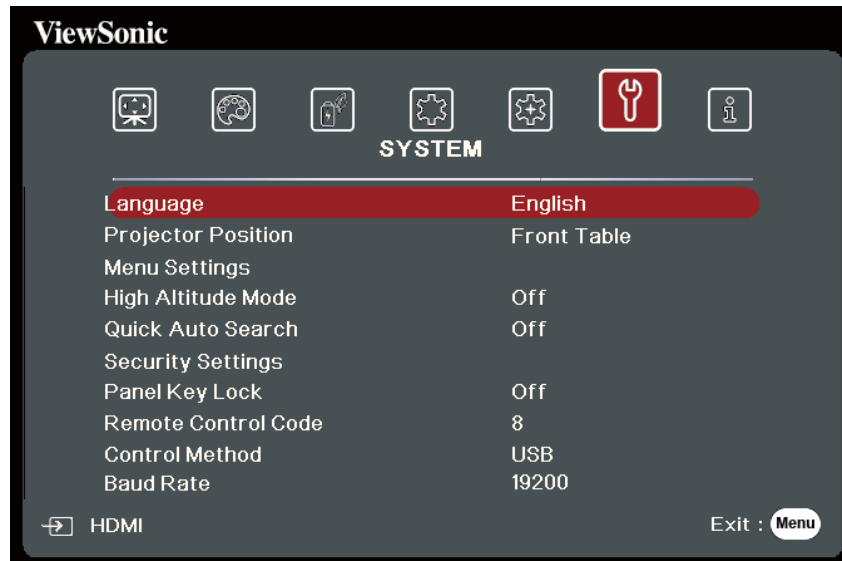 ViewSonic
SYSTEM
Language English
Projector Position Front Table
Menu Settings
High Altitude Mode Off
Quick Auto Search Off
Security Settings
Panel Key Lock Off
Remote Control Code 8
Control Method USB
Baud Rate 19200
HDMI Exit : Menu